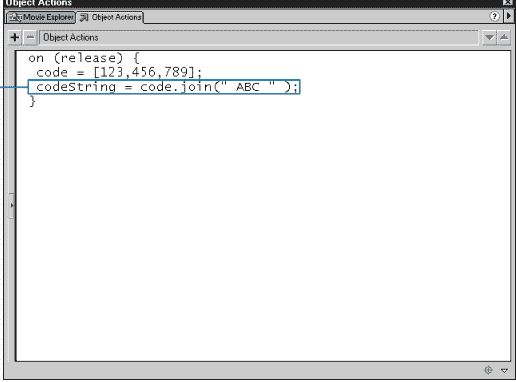 Object Actions
Movie Explorer Object Actions
Object Actions
on (release) {
code = [123,456,789];
codeString = code.join(" ABC " );
}